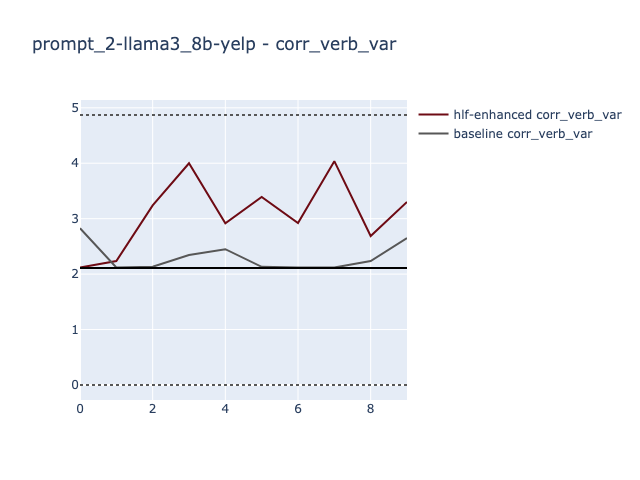 prompt_2-llama3_8b-yelp - corr_verb_var
hlf-enhanced corr_verb_var
baseline corr_verb_var
5
4
3
2
1
0
0 2 4 6 8